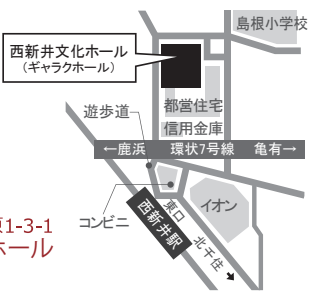 島根小学校
西新井文化ホール
(ギャラクホール)
都営住宅
遊歩道
信用金庫
←鹿浜 環状7号線 亀有→
コンビニ
東口
イオン
西新井駅
北千住
1-3-1
ホール